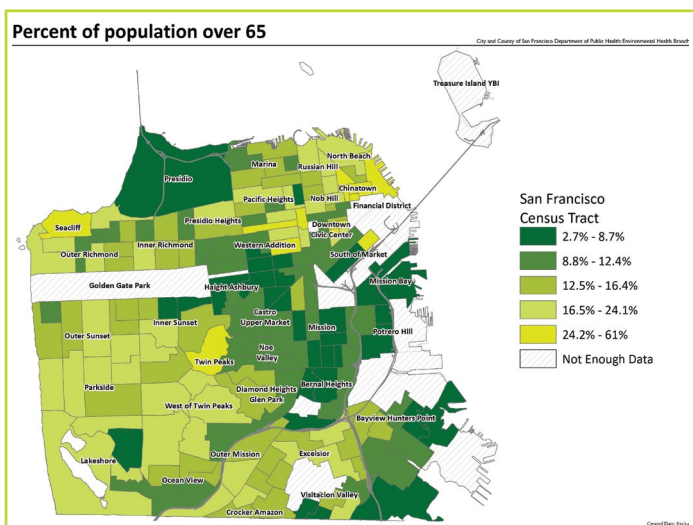 Percent of population over 65
City and County of San Francisco Department of Public Health: Environmental Health Branch
Treasure Island YBI
North Beach
Marina
Russian Hill
Presidio
Chinatown
Pacific Heights
Nob Hill
Financial District
Presidio Heights
Seacliff
Downtown
Civic Center
Inner Richmond
Western Addition
Outer Richmond
South of Market
Golden Gate Park
Haight Ashbury
Mission Bay
Castro
Upper Market
Inner Sunset
Mission
Potrero Hill
Outer Sunset
Noe
Valley
Twin Peaks
Bernal Heights
Parkside
Diamond Heights
Glen Park
West of Twin Peaks
Bayview Hunters Point
Outer Mission
Excelsior
Lakeshore
Ocean View
Visitacion Valley
Crocker Amazon
San Francisco
Census Tract
2.7% - 8.7%
8.8% - 12.4%
12.5% - 16.4%
16.5% - 24.1%
24.2% - 61%
Not Enough Data